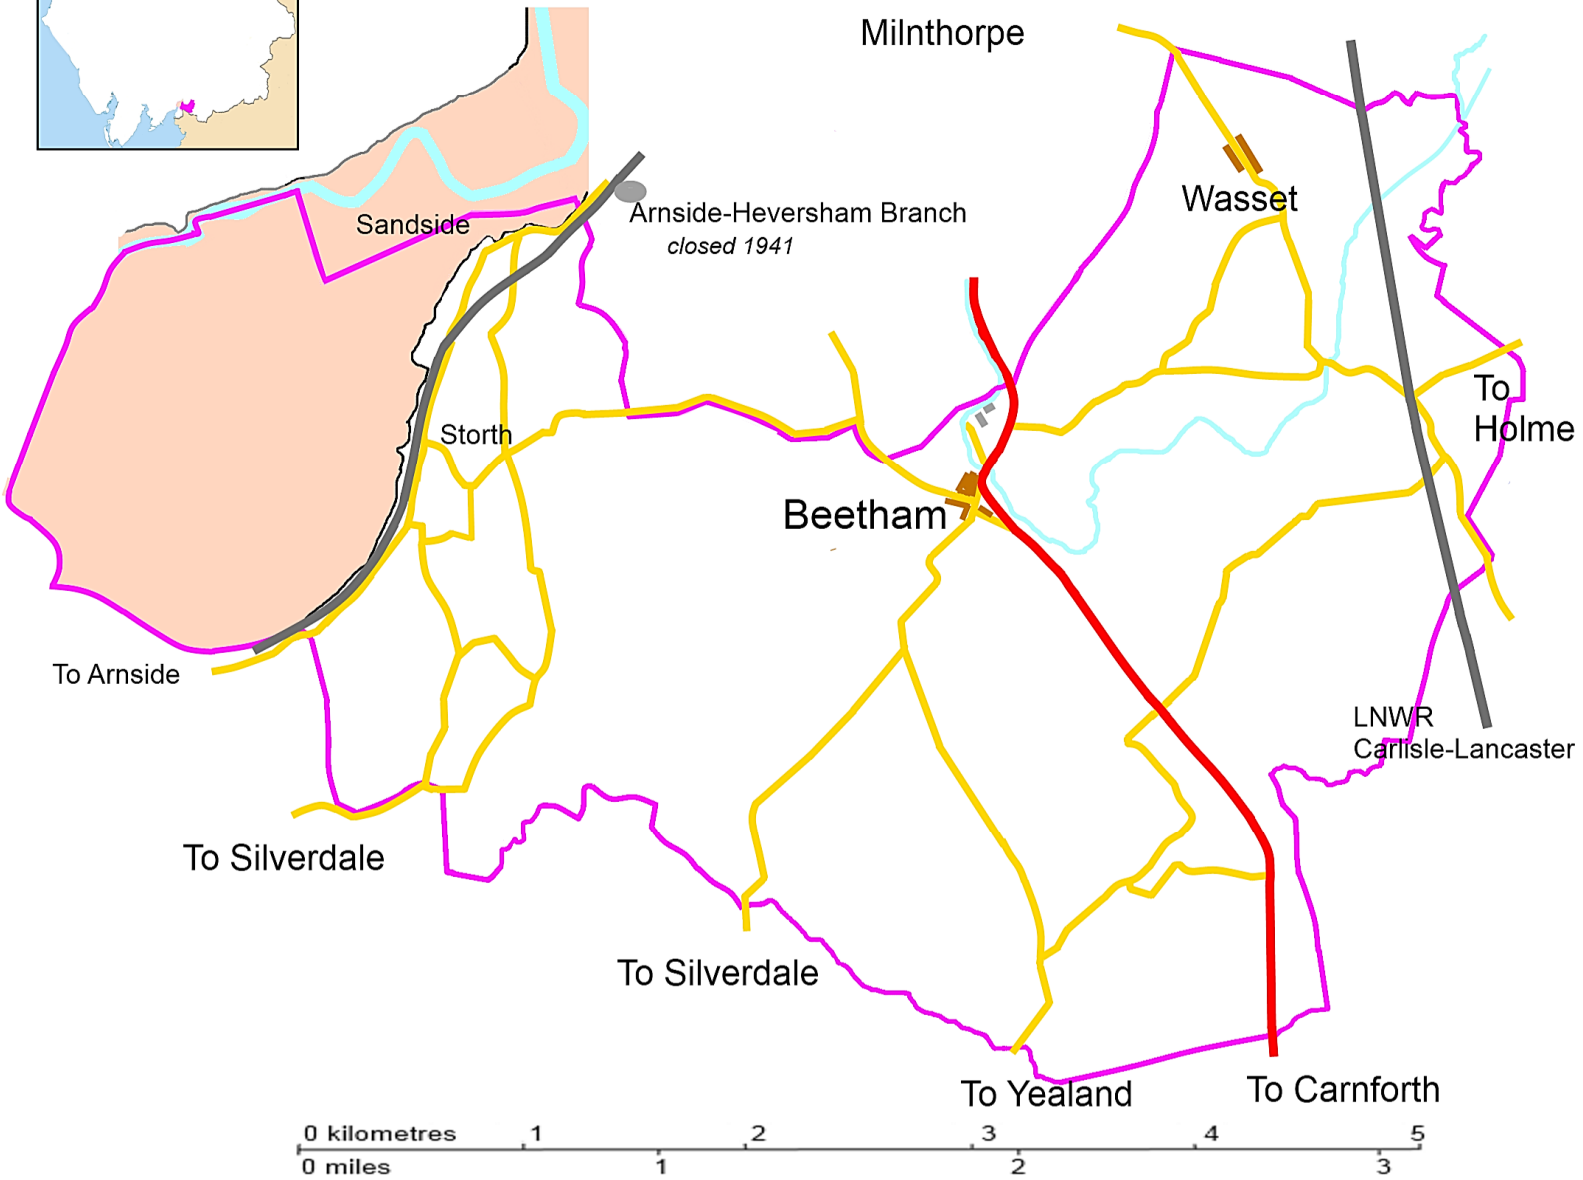 Milnthorpe
Wasset
Sandside
Arnside-Heversham Branch
closed 1941
To
Holme
Storth
Beetham
To Arnside
LNWR
Carlisle-Lancaster
To Silverdale
To Silverdale
To Yealand
To Carnforth
0 kilometres 1 2 3 4 5
0 miles 1 2 3